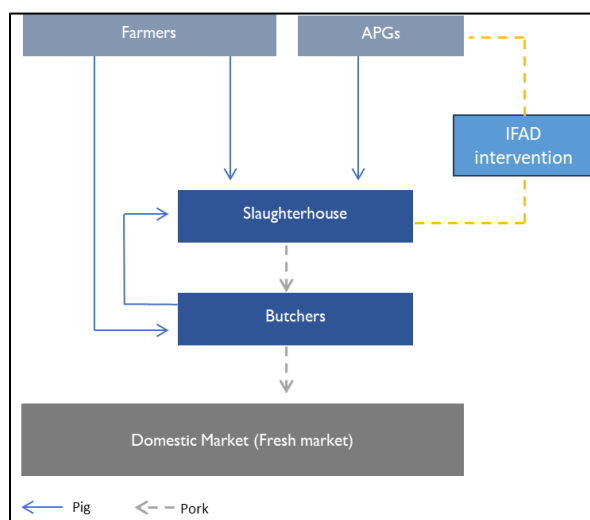 Farmers
APGs
IFAD
intervention
Slaughterhouse
Butchers
Domestic Market (Fresh market)
Pig
Pork